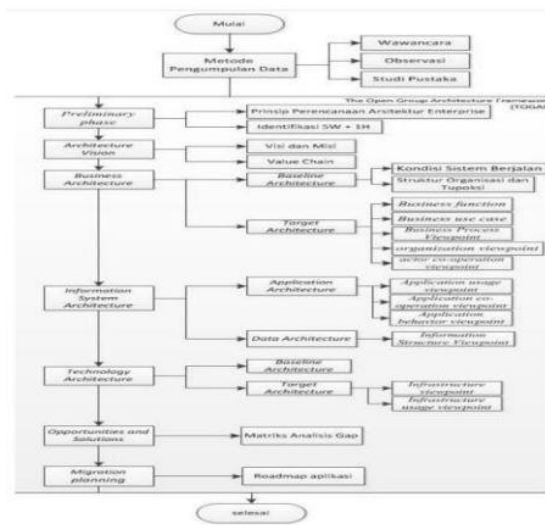 Mulai
Metode
Pengumpulan Data
Wawancara
Observasi
Studi Pustaka
The Open Group Architecture Framework
(TOGAF
Preliminary
phase
Prinsip Perencanaan Arsitektur Enterprise
Identifikasi 5W + 1H
Architecture
Vision
Visi dan Misi
Value Chain
Business
Architecture
Baseline
Architecture
Kondisi Sistem Berjalan
Struktur Organisasi dan
Tupoksi
Target
Architecture
Business function
Business use case
Business Process
Viewpoint
organization viewpoint
actor co-operation
viewpoint
Information
System
Architecture
Application
Architecture
Application usage
viewpoint
Application co-
operation viewpoint
Application
behavior viewpoint
Data Architecture
Information
Structure Viewpoint
Technology
Architecture
Baseline
Architecture
Target
Architecture
Infrastructure
viewpoint
Infrastructure
usage viewpoint
Opportunities and
Solutions
Matriks Analisis Gap
Migration
planning
Roadmap aplikasi
selesai